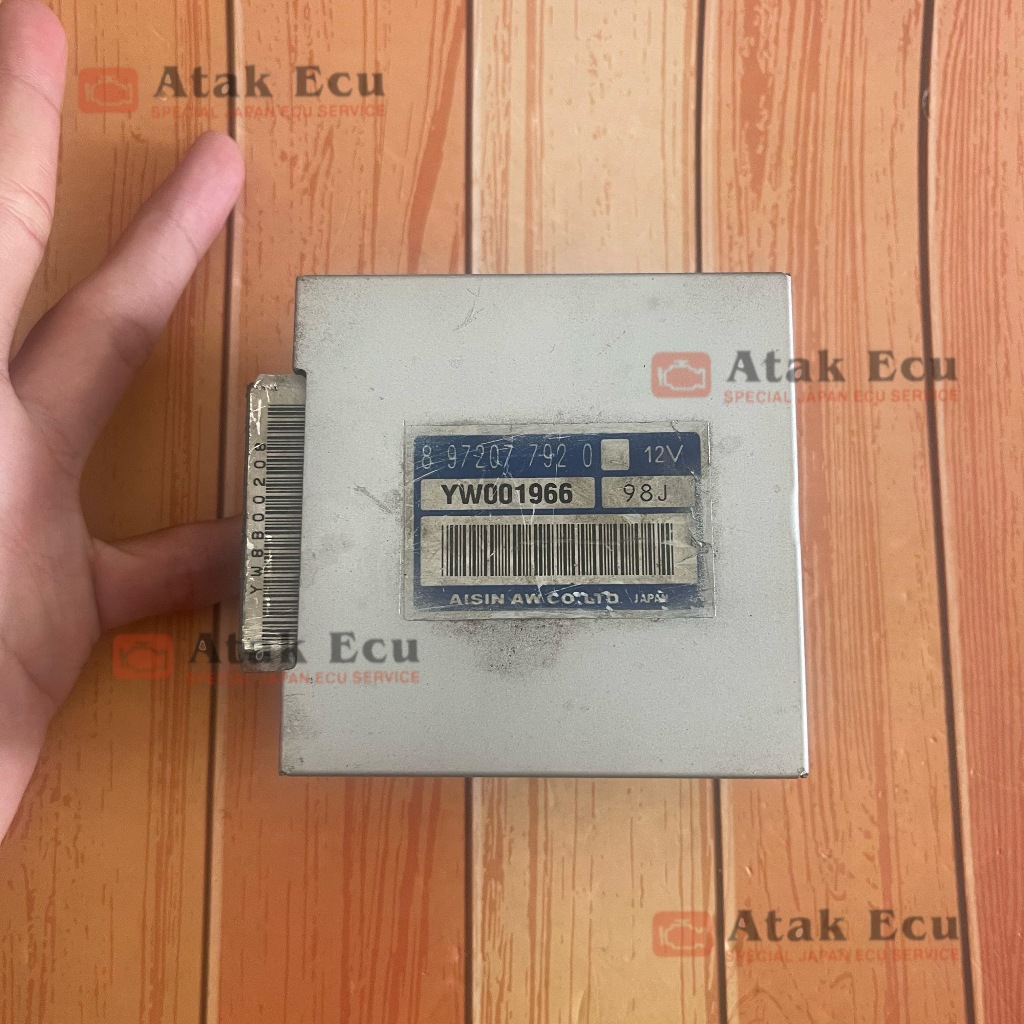 Atak Ecu
SPECIAL JAPAN ECU SERVICE
Atak Ecu
SPECIAL JAPAN ECU SERVICE
8 97207 792 0 12V
YW001966 98J
AISIN AW CO.,LTD. JAPAN
Atak Ecu
SPECIAL JAPAN ECU SERVICE
Atak Ecu
SPECIAL JAPAN ECU SERVICE